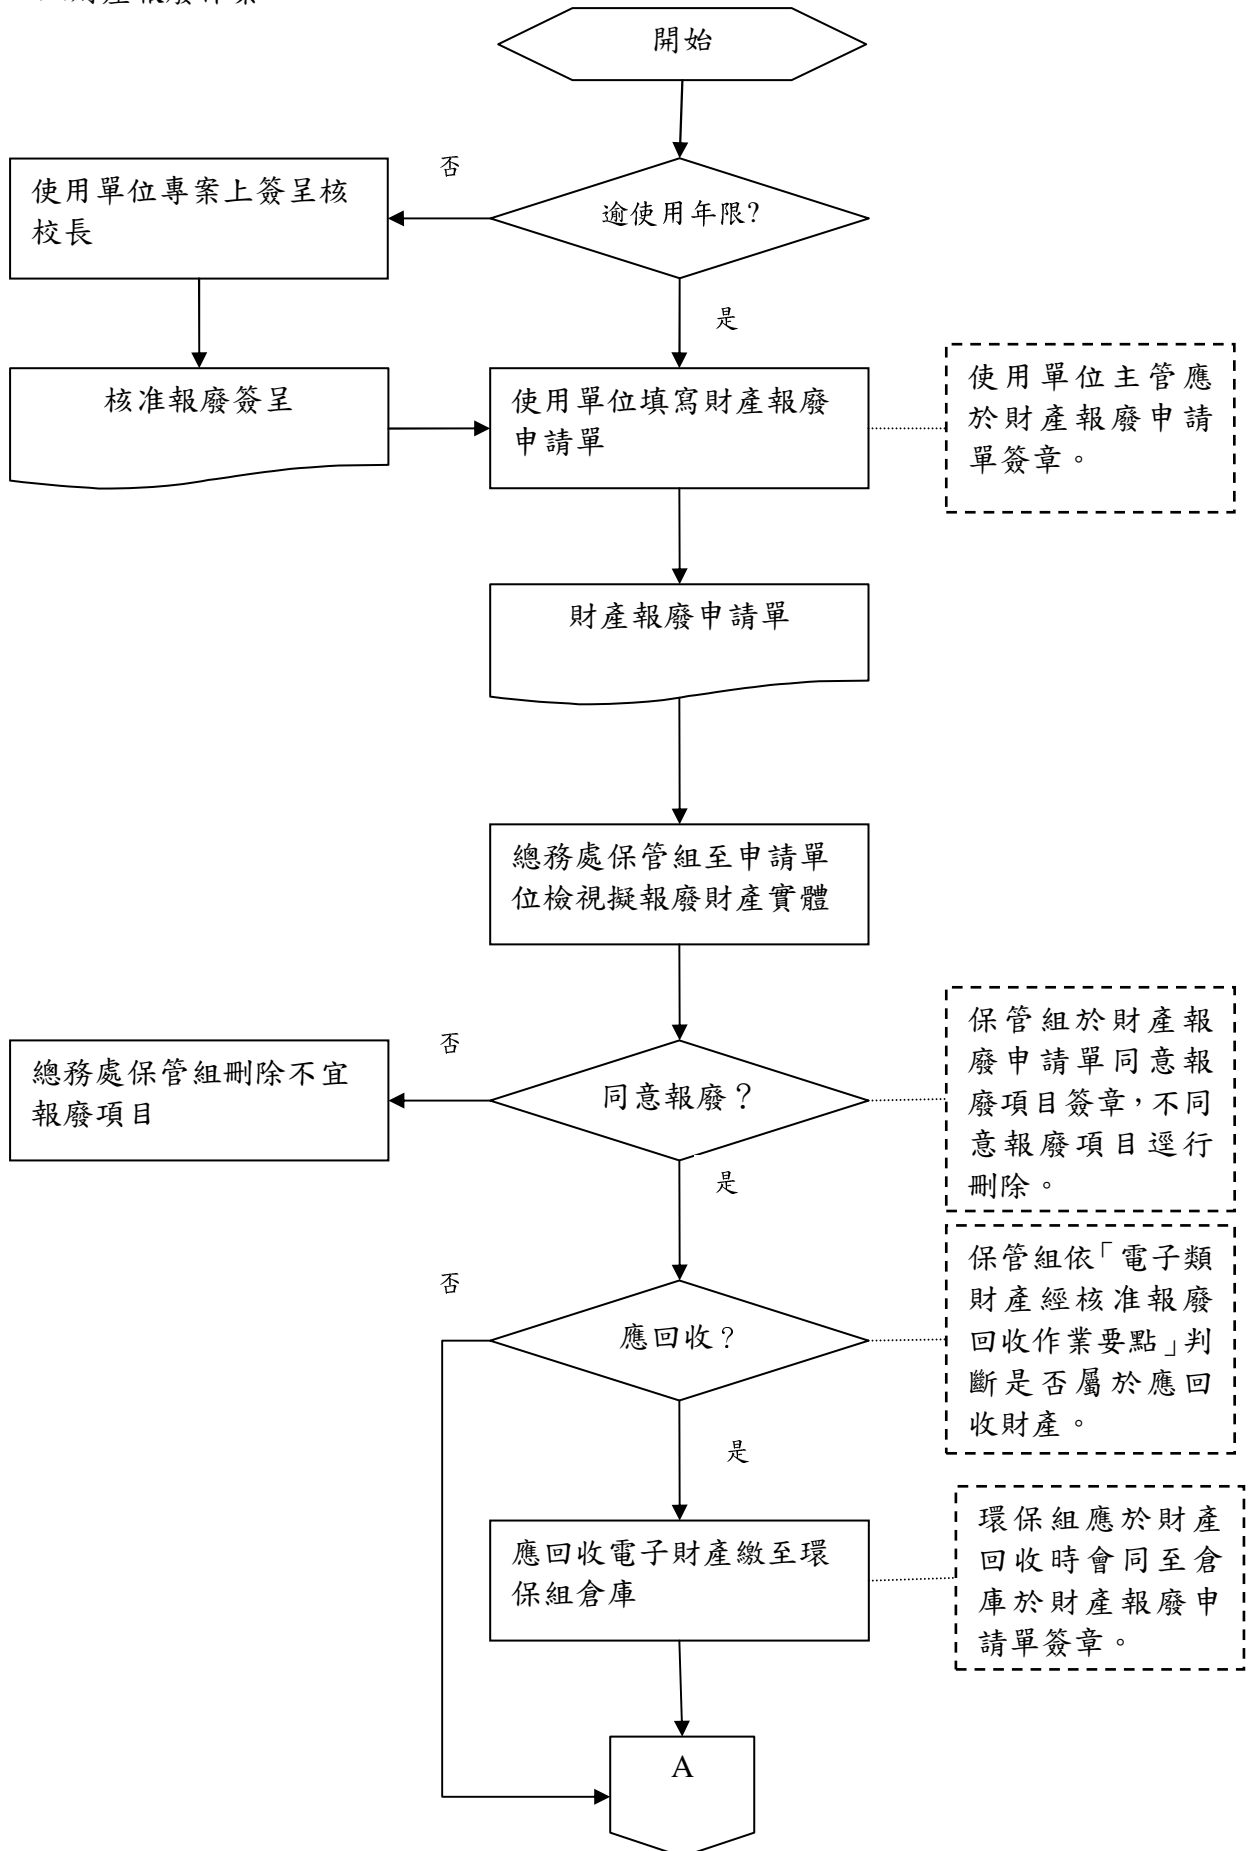 開始
否
使用單位專案上簽呈核
校長
逾使用年限?
是
核准報廢簽呈
使用單位填寫財產報廢
申請單
使用單位主管應
於財產報廢申請
單簽章。
財產報廢申請單
總務處保管組至申請單
位檢視擬報廢財產實體
否
總務處保管組刪除不宜
報廢項目
同意報廢？
保管組於財產報
廢申請單同意報
廢項目簽章，不同
意報廢項目逕行
刪除。
是
否
應回收？
保管組依「電子類
財產經核准報廢
回收作業要點」判
斷是否屬於應回
收財產。
是
應回收電子財產繳至環
保組倉庫
環保組應於財產
回收時會同至倉
庫於財產報廢申
請單簽章。
A